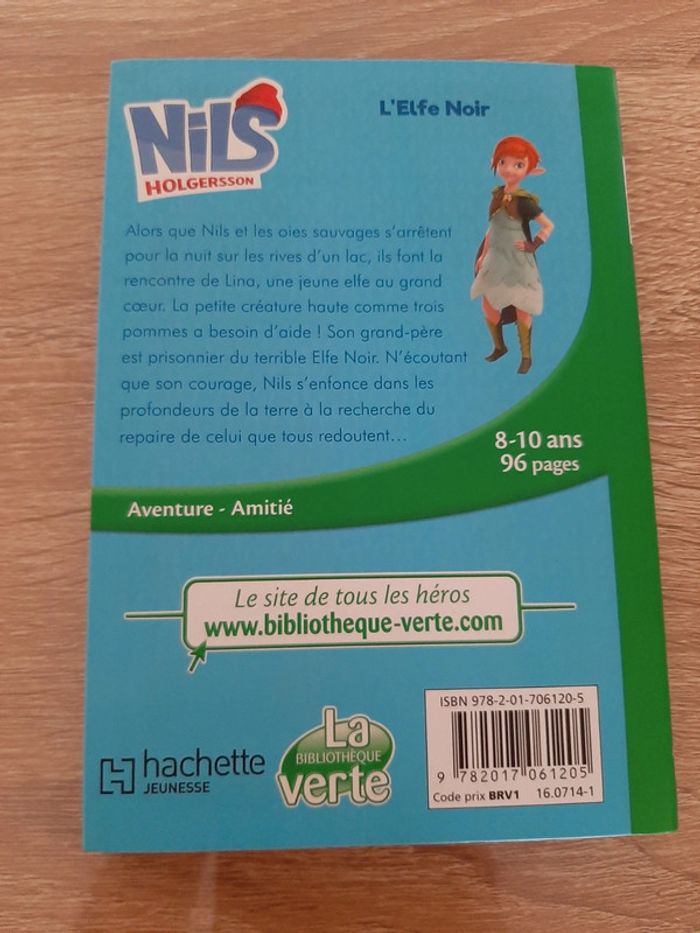 NILS
HOLGERSSON
L'Elfe Noir
Alors que Nils et les oies sauvages s'arrêtent
pour la nuit sur les rives d'un lac, ils font la
rencontre de Lina, une jeune elfe au grand
cœur. La petite créature haute comme trois
pommes a besoin d'aide ! Son grand-père
est prisonnier du terrible Elfe Noir. N'écoutant
que son courage, Nils s'enfonce dans les
profondeurs de la terre à la recherche du
repaire de celui que tous redoutent...
8-10 ans
96 pages
Aventure - Amitié
Le site de tous les héros
www.bibliotheque-verte.com
hachette
JEUNESSE
La
BIBLIOTHÈQUE
verte
ISBN 978-2-01-706120-5
9 782017 061205
Code prix BRV1 16.0714-1